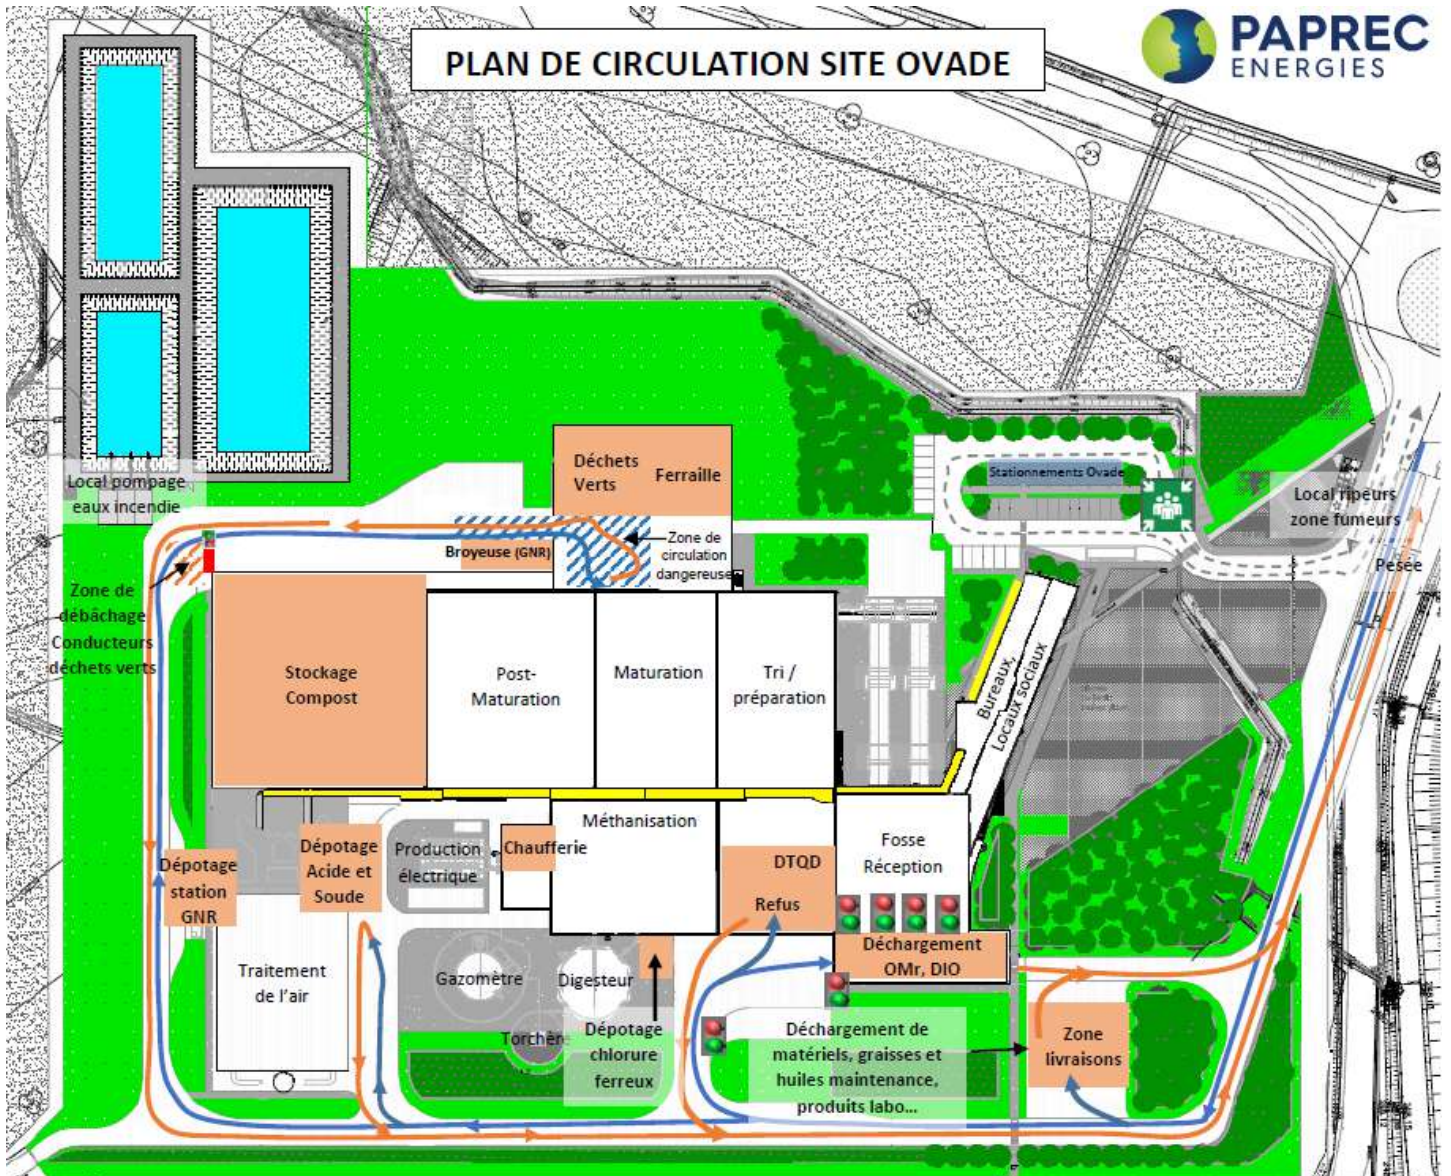 PLAN DE CIRCULATION SITE OVADE
PAPREC
ENERGIES
Local pompage
eaux incendie
Déchets
Verts
Ferraille
Stationnements Ovade
Local ripeurs
zone fumeurs
Pesée
Broyeuse (GNR)
Zone de
circulation
dangereuse
Zone de
débâchage
Conducteurs
déchets verts
Stockage
Compost
Post-
Maturation
Maturation
Tri /
préparation
Bureaux,
Locaux sociaux
Dépotage
station
GNR
Dépotage
Acide et
Soude
Production
électrique
Chaufferie
Méthanisation
DTQD
Refus
Fosse
Réception
Déchargement
OMr, DIO
Traitement
de l'air
Gazomètre
Digesteur
Torchère
Dépotage
chlorure
ferreux
Déchargement de
matériels, graisses et
huiles maintenance,
produits labo...
Zone
livraisons